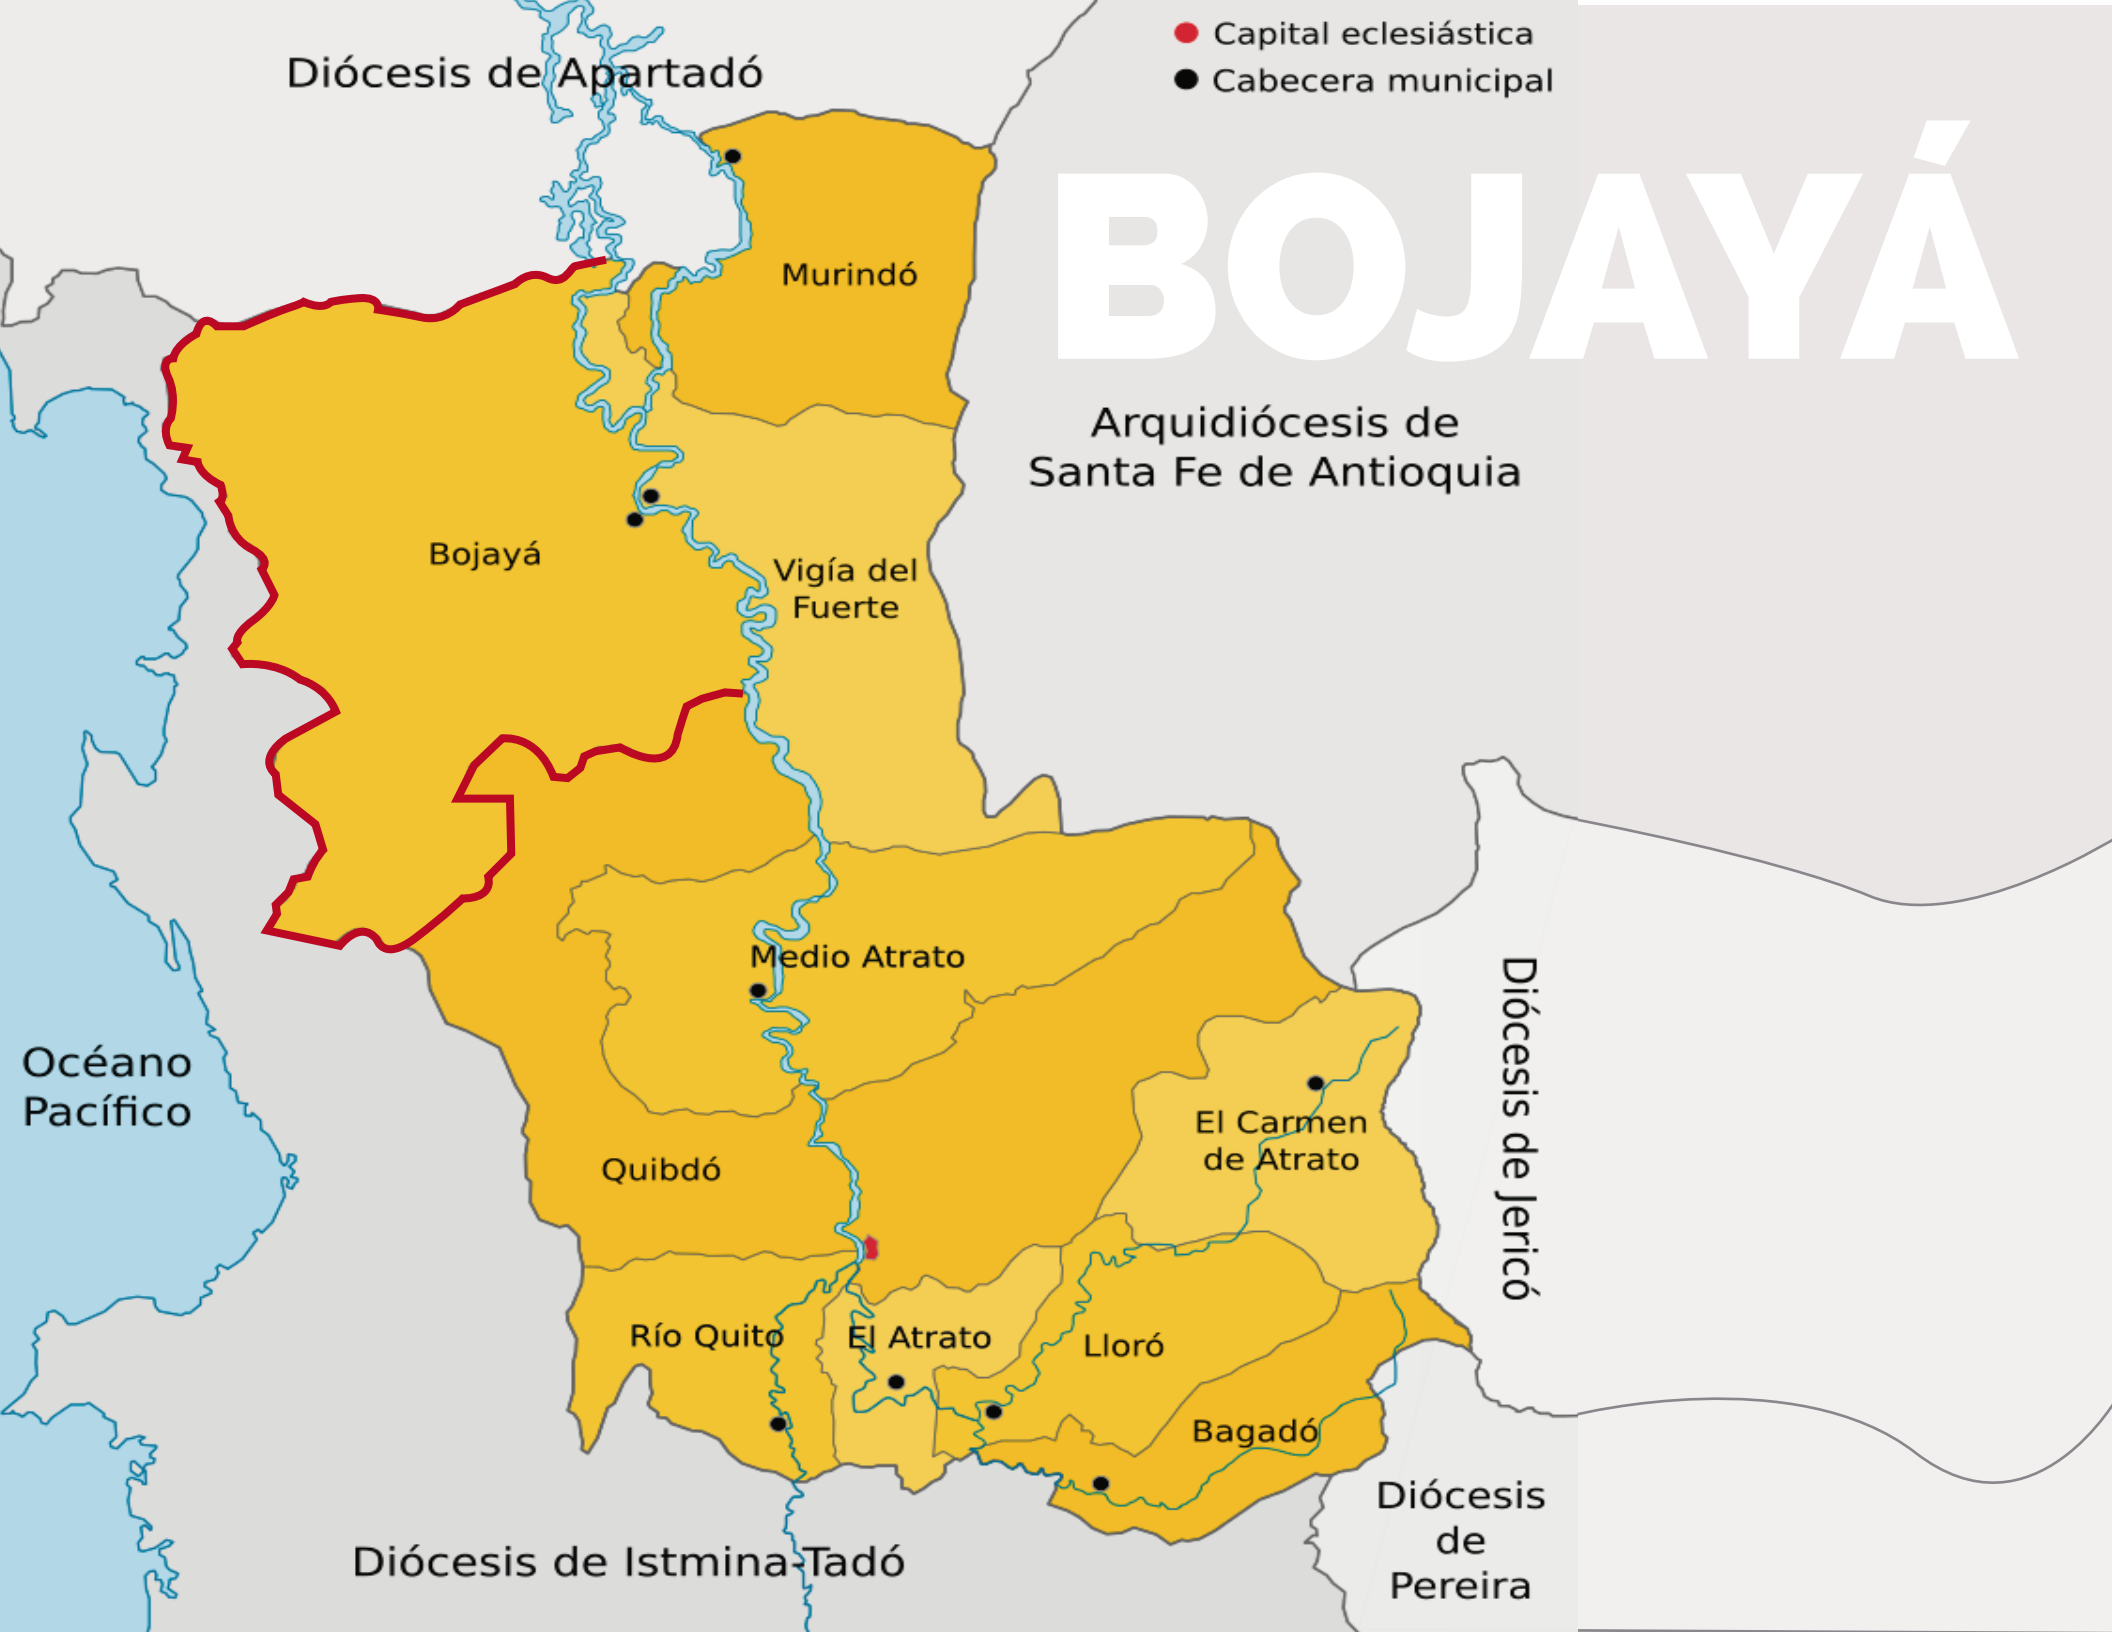 Diócesis de Apartadó
Capital eclesiástica
Cabecera municipal
BOJAYÁ
Murindó
Arquidiócesis de
Santa Fe de Antioquia
Bojayá
Vigía del
Fuerte
Medio Atrato
Diócesis de Jericó
Océano
Pacífico
El Carmen
de Atrato
Quibdó
Río Quito
El Atrato
Lloró
Bagadó
Diócesis
de
Pereira
Diócesis de Istmina-Tadó